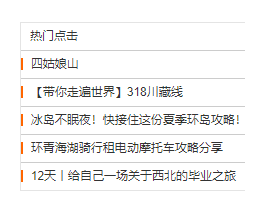 热门点击
四姑娘山
【带你走遍世界】318川藏线
冰岛不眠夜！快接住这份夏季环岛攻略！
环青海湖骑行租电动摩托车攻略分享
12天丨给自己一场关于西北的毕业之旅